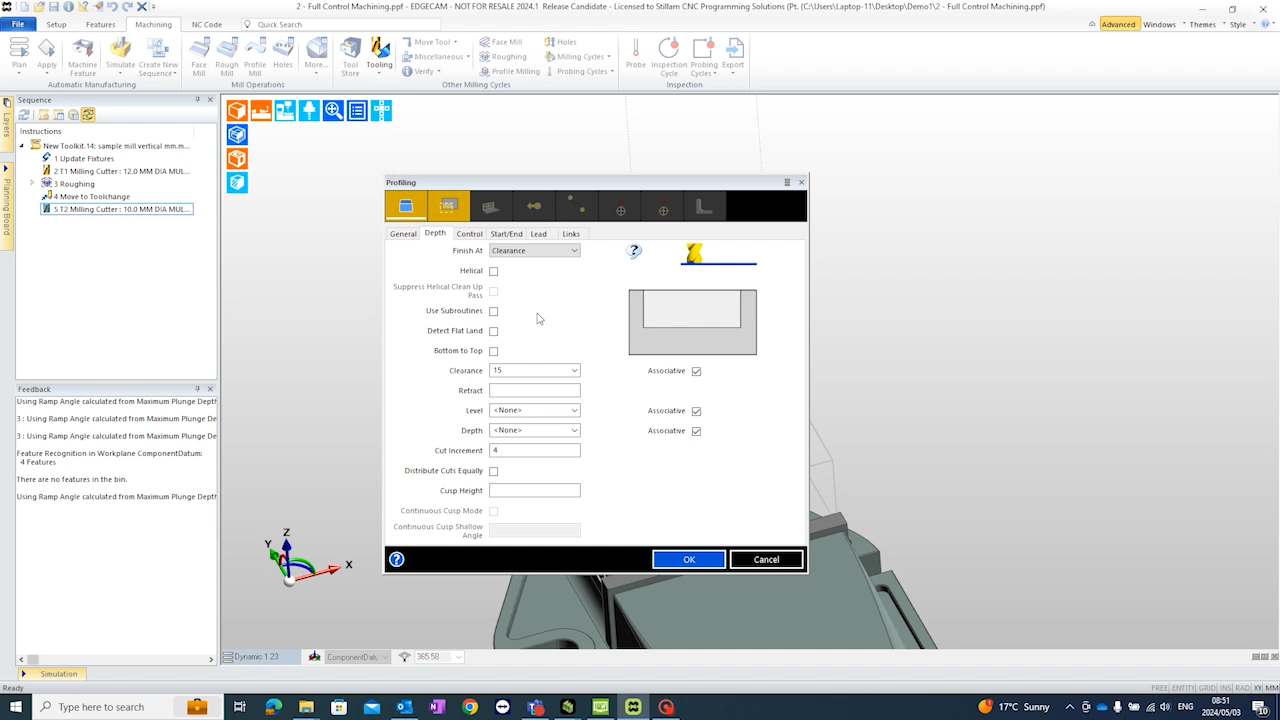 2 - Full Control Machining.ppf - EDGECAM - NOT FOR RESALE 2024.1 Release Candidate - Licensed to Stillam CNC Programming Solutions (Pt. (C:\Users\Laptop-11\Desktop\Demo1\2 - Full Control Machining.ppf)
File Setup Features Machining NC Code Quick Search Advanced Windows Themes Style
Plan Apply Machine Feature Simulate Create New Sequence
Automatic Manufacturing
Face Mill Rough Mill Profile Mill Holes More...
Mill Operations
Tool Store Tooling
Move Tool Face Mill Holes
Miscellaneous Roughing Milling Cycles
Verify Profile Milling Probing Cycles
Other Milling Cycles
Probe Inspection Cycle Probing Cycles Export
Inspection
Layers
Planning Board
Sequence
Instructions
New Toolkit.14: sample mill vertical mm.m...
1 Update Fixtures
2 T1 Milling Cutter : 12.0 MM DIA MUL...
3 Roughing
4 Move to Toolchange
5 T2 Milling Cutter : 10.0 MM DIA MUL...
Feedback
Using Ramp Angle calculated from Maximum Plunge Depth
3 : Using Ramp Angle calculated from Maximum Plunge De
3 : Using Ramp Angle calculated from Maximum Plunge De
Feature Recognition in Workplane ComponentDatum:
4 Features
There are no features in the bin.
Using Ramp Angle calculated from Maximum Plunge Depth
Simulation
Profiling
General Depth Control Start/End Lead Links
Finish At Clearance
Helical
Suppress Helical Clean Up Pass
Use Subroutines
Detect Flat Land
Bottom to Top
Clearance 15 Associative
Retract
Level <None> Associative
Depth <None> Associative
Cut Increment 4
Distribute Cuts Equally
Cusp Height
Continuous Cusp Mode
Continuous Cusp Shallow Angle
OK Cancel
Z
Y
X
Dynamic 1.23 ComponentDatu 365.58
Ready FREE ENTITY GRID INS RAD XY MM
Type here to search 17°C Sunny 08:51
2024/05/03